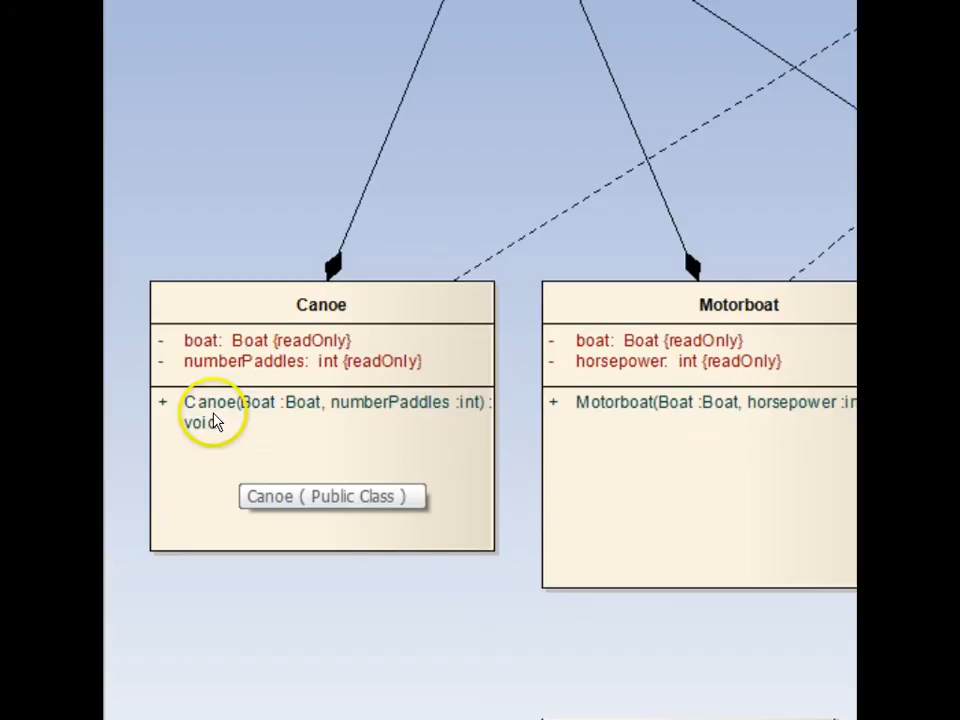 Canoe
- boat: Boat {readOnly}
- numberPaddles: int {readOnly}
+ Canoe(Boat :Boat, numberPaddles :int) :
void
Canoe ( Public Class )
Motorboat
- boat: Boat {readOnly}
- horsepower: int {readOnly}
+ Motorboat(Boat :Boat, horsepower :in